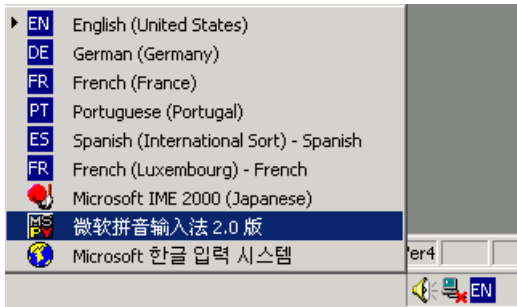 EN English (United States)
DE German (Germany)
FR French (France)
PT Portuguese (Portugal)
ES Spanish (International Sort) - Spanish
FR French (Luxembourg) - French
Microsoft IME 2000 (Japanese)
MSPY 微软拼音输入法 2.0 版
Microsoft 한글 입력 시스템
er4
EN